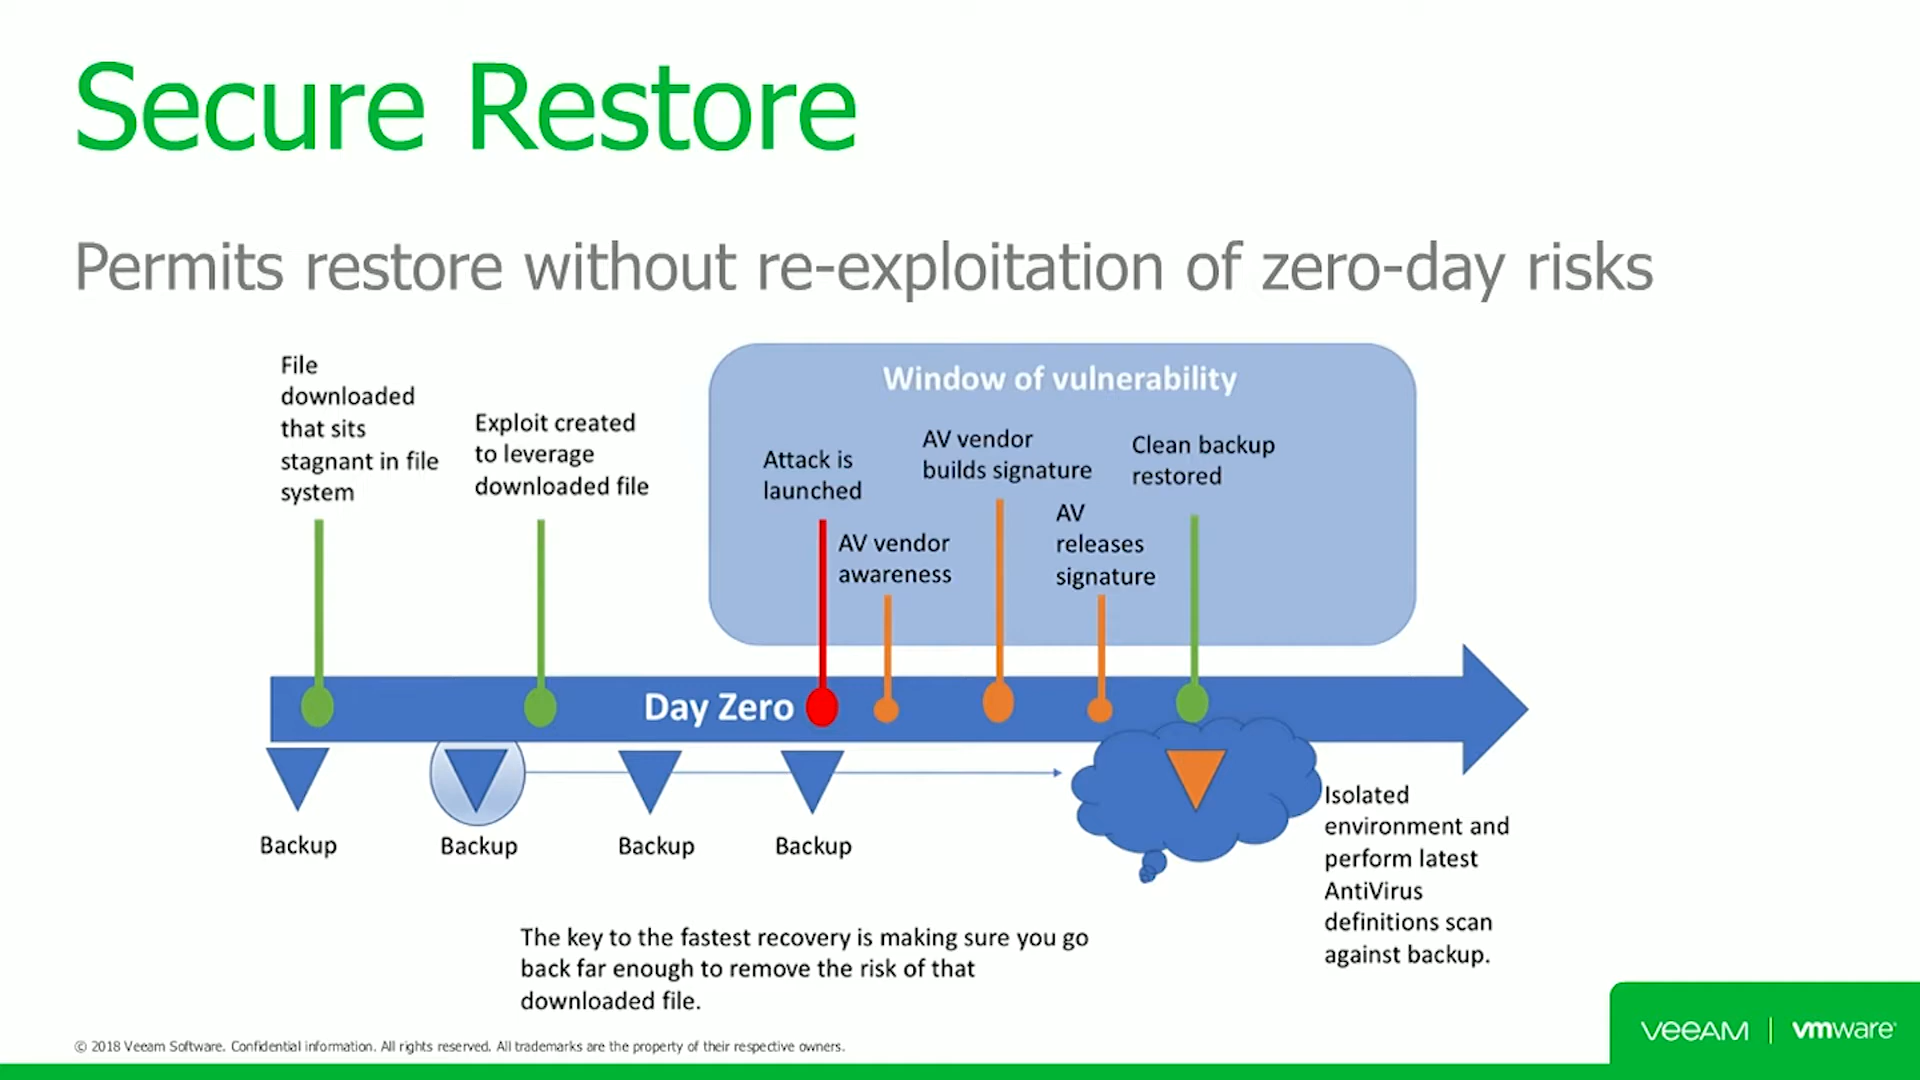 Secure Restore
Permits restore without re-exploitation of zero-day risks
File
downloaded
that sits
stagnant in file
system
Exploit created
to leverage
downloaded file
Window of vulnerability
Attack is
launched
AV vendor
awareness
AV vendor
builds signature
AV
releases
signature
Clean backup
restored
Day Zero
Backup
Backup
Backup
Backup
Isolated
environment and
perform latest
AntiVirus
definitions scan
against backup.
The key to the fastest recovery is making sure you go
back far enough to remove the risk of that
downloaded file.
© 2018 Veeam Software. Confidential information. All rights reserved. All trademarks are the property of their respective owners.
VEEAM | vmware®